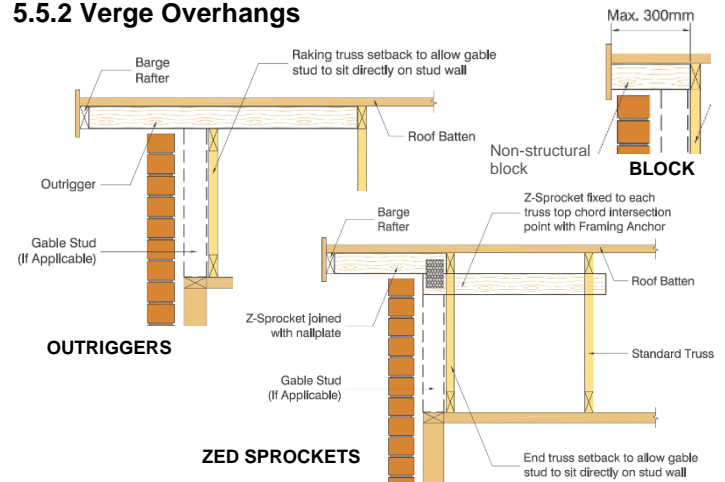 5.5.2 Verge Overhangs
Barge
Rafter
Raking truss setback to allow gable
stud to sit directly on stud wall
Roof Batten
Outrigger
Gable Stud
(If Applicable)
OUTRIGGERS
Max. 300mm
Non-structural
block
BLOCK
Barge
Rafter
Z-Sprocket fixed to each
truss top chord intersection
point with Framing Anchor
Roof Batten
Z-Sprocket joined
with nailplate
Standard Truss
Gable Stud
(If Applicable)
ZED SPROCKETS
End truss setback to allow gable
stud to sit directly on stud wall